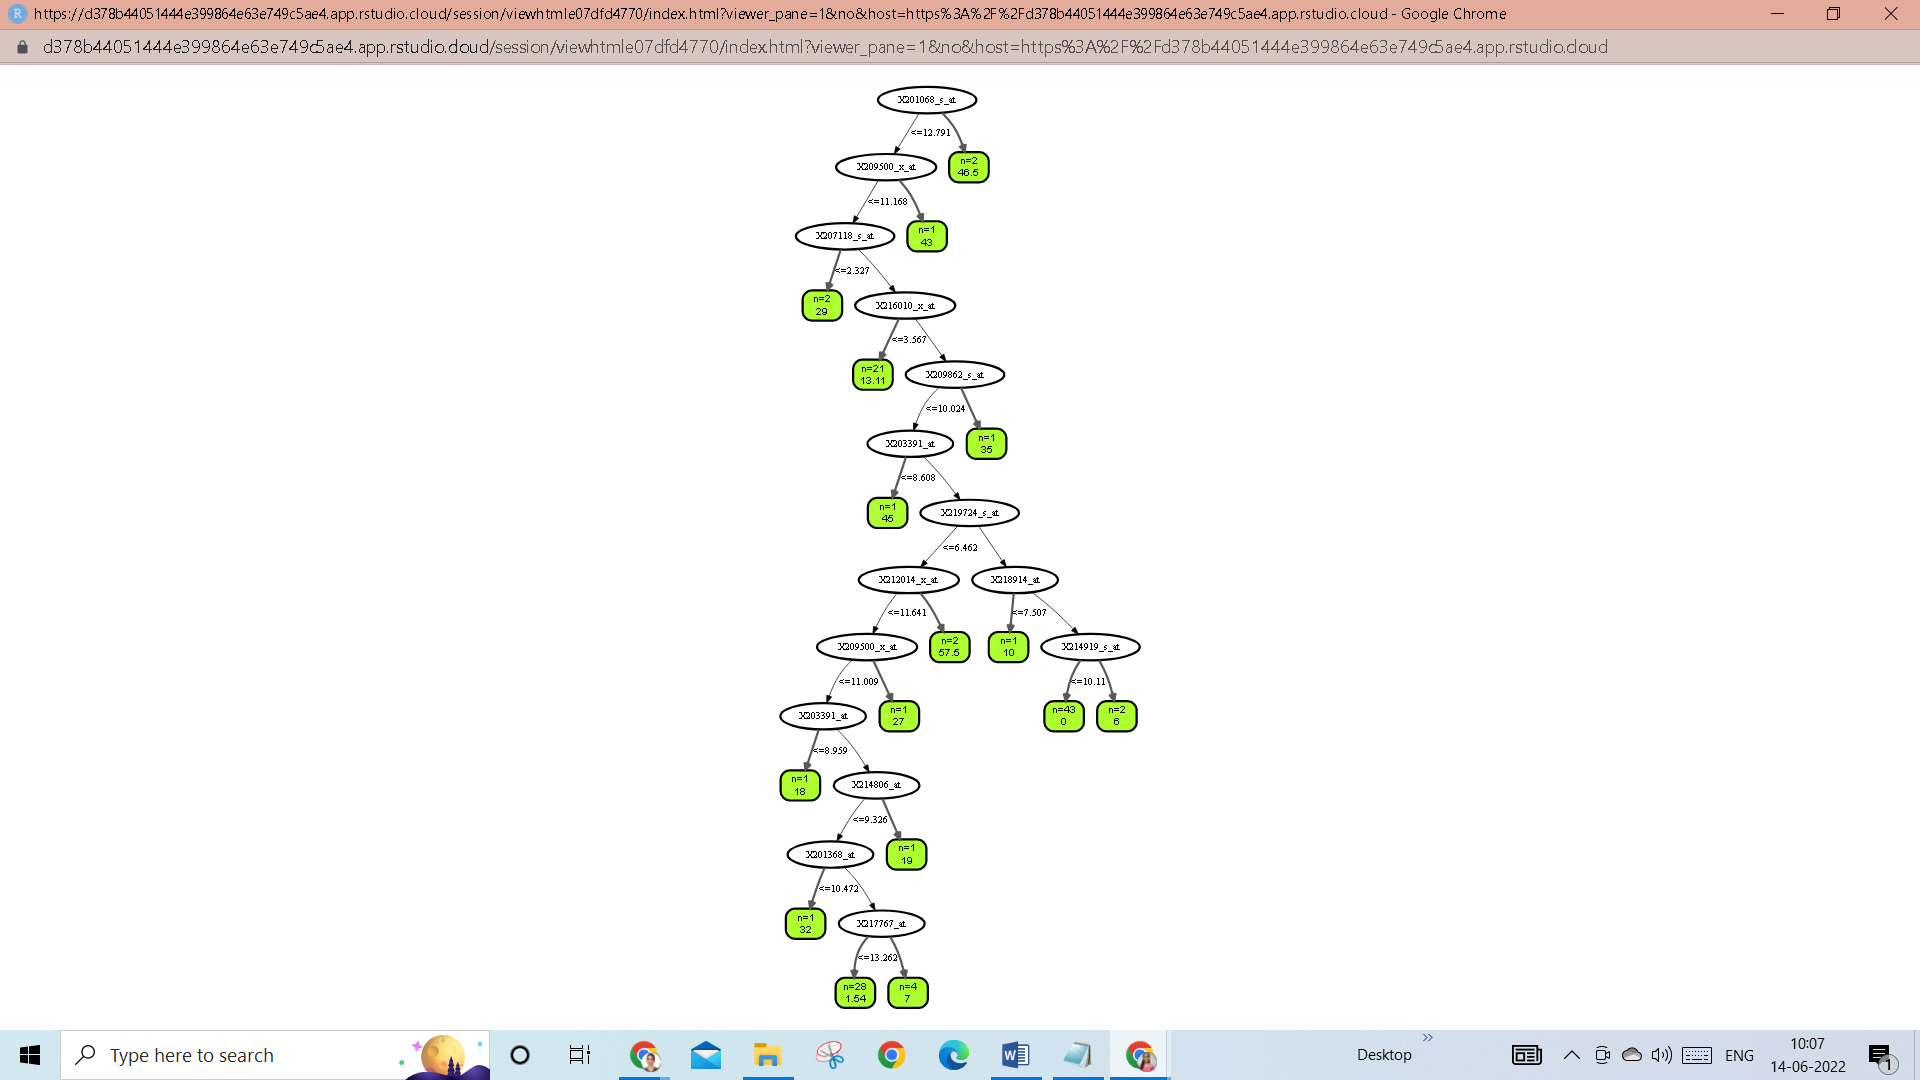 https://d378b44051444e399864e63e749c5ae4.app.rstudio.cloud/session/viewhtmle07dfd4770/index.html?viewer_pane=1&no&host=https%3A%2F%2Fd378b44051444e399864e63e749c5ae4.app.rstudio.cloud - Google Chrome
d378b44051444e399864e63e749c5ae4.app.rstudio.cloud/session/viewhtmle07dfd4770/index.html?viewer_pane=1&no&host=https%3A%2F%2Fd378b44051444e399864e63e749c5ae4.app.rstudio.cloud
X201068_s_at
<=12.791
X209500_x_at
n=2
46.5
<=11.168
X207118_s_at
n=1
43
<=2.327
n=2
29
X216010_x_at
<=3.567
n=21
13.11
X209862_s_at
<=10.024
X203391_at
n=1
35
<=8.608
n=1
45
X219724_s_at
<=6.462
X212014_x_at
X218914_at
<=11.641
<=7.507
X209500_x_at
n=2
57.5
n=1
10
X214919_s_at
<=11.009
<=10.11
X203391_at
n=1
27
n=43
0
n=2
6
<=8.959
n=1
18
X214806_at
<=9.326
X201368_at
n=1
19
<=10.472
n=1
32
X217767_at
<=13.262
n=28
1.54
n=4
7
Type here to search
Desktop
ENG
10:07
14-06-2022
1